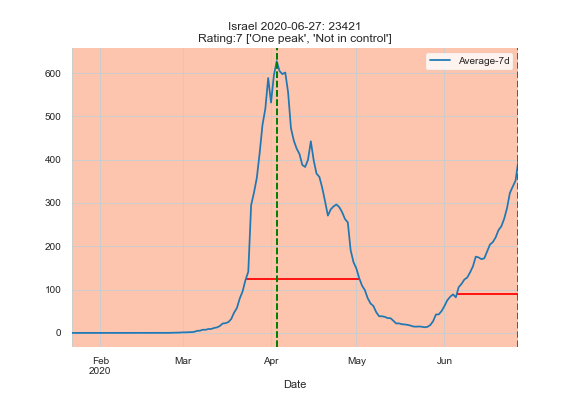 Israel 2020-06-27: 23421
Rating:7 ['One peak', 'Not in control']
Average-7d
600
500
400
300
200
100
0
Feb
2020
Mar
Apr
May
Jun
Date